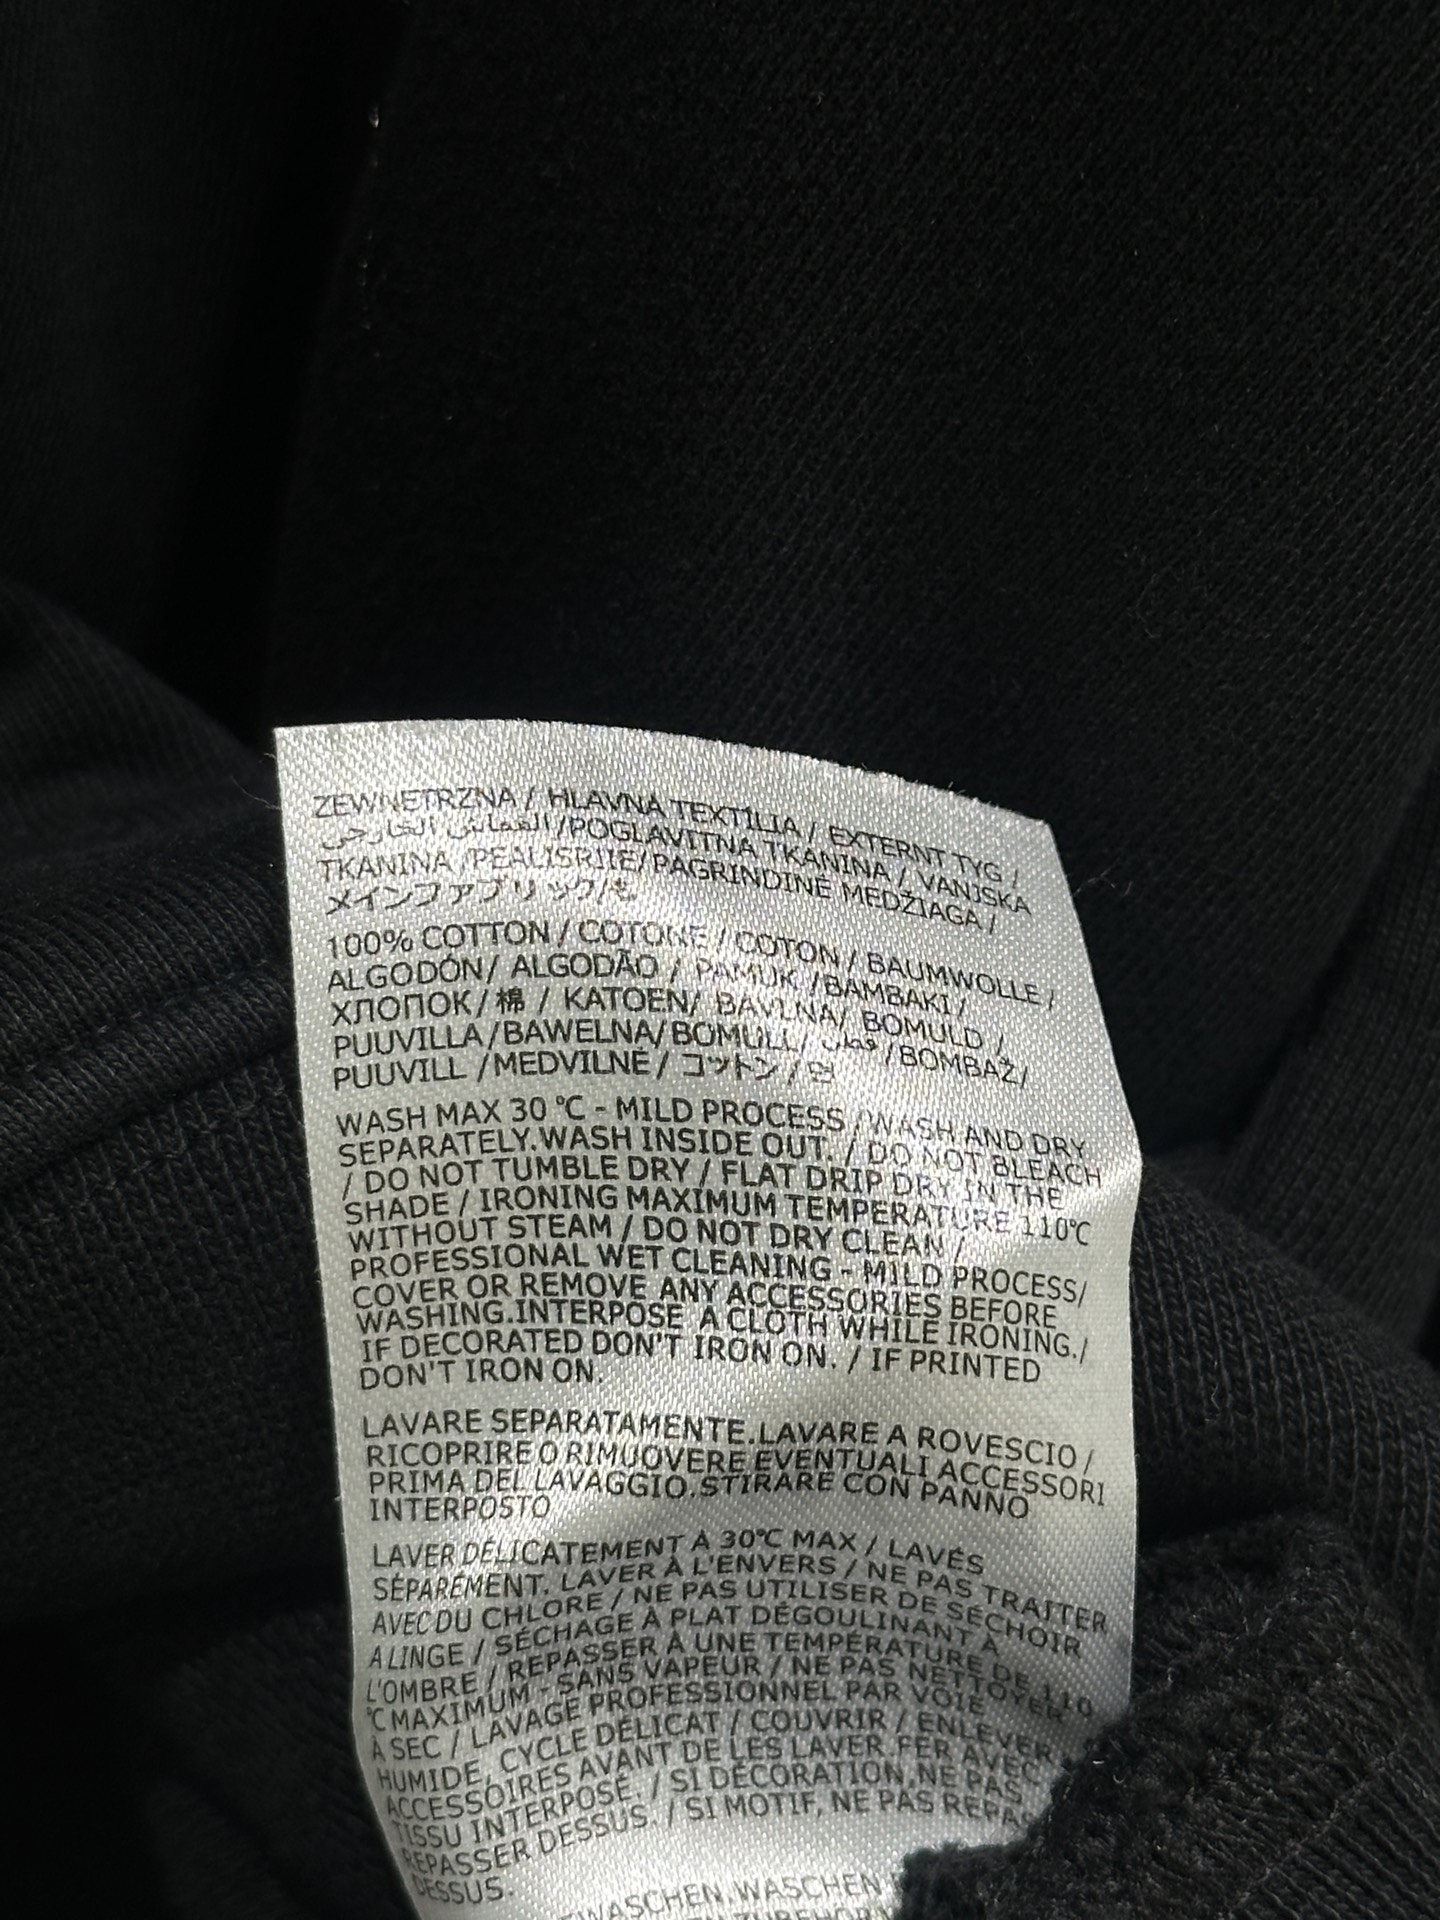 ZEWNETRZNA / HLAVNA TEXTÍLIA / EXTERNT TYG /
القماش الخارجي/POGLAVITNA TKANINA / VANJSKA
TKANINA /PEALISRIIE/PAGRINDINĖ MEDŽIAGA /
メインファブリック/
100% COTTON / COTONE / COTON / BAUMWOLLE /
ALGODÓN/ ALGODÃO / PAMUK /BAMBAKI /
ХЛОПОК/ 棉 / KATOEN/ BAVLNA/ BOMULD /
PUUVILLA /BAWELNA/ BOMULL/ قطن /BOMBAŽ/
PUUVILL /MEDVILNĖ / コットン / 면
WASH MAX 30 °C - MILD PROCESS /WASH AND DRY
SEPARATELY.WASH INSIDE OUT. / DO NOT BLEACH
/ DO NOT TUMBLE DRY / FLAT DRIP DRY IN THE
SHADE / IRONING MAXIMUM TEMPERATURE 110°C
WITHOUT STEAM / DO NOT DRY CLEAN /
PROFESSIONAL WET CLEANING - MILD PROCESS/
COVER OR REMOVE ANY ACCESSORIES BEFORE
WASHING.INTERPOSE A CLOTH WHILE IRONING./
IF DECORATED DON'T IRON ON. / IF PRINTED
DON'T IRON ON.
LAVARE SEPARATAMENTE.LAVARE A ROVESCIO /
RICOPRIRE O RIMUOVERE EVENTUALI ACCESSORI
PRIMA DEL LAVAGGIO.STIRARE CON PANNO
INTERPOSTO
LAVER DÉLICATEMENT À 30°C MAX / LAVÉS
SÉPAREMENT. LAVER À L'ENVERS / NE PAS TRAITER
AVEC DU CHLORE / NE PAS UTILISER DE SÉCHOIR
A LINGE / SÉCHAGE À PLAT DÉGOULINANT À
L'OMBRE / REPASSER À UNE TEMPÉRATURE DE 110
°C MAXIMUM - SANS VAPEUR / NE PAS NETTOYER
À SEC / LAVAGE PROFESSIONNEL PAR VOIE
HUMIDE, CYCLE DÉLICAT / COUVRIR / ENLEVER
ACCESSOIRES AVANT DE LES LAVER.FER AVEC
TISSU INTERPOSÉ. / SI DÉCORATION,NE PAS
REPASSER DESSUS. / SI MOTIF, NE PAS
DESSUS.
WASCHEN